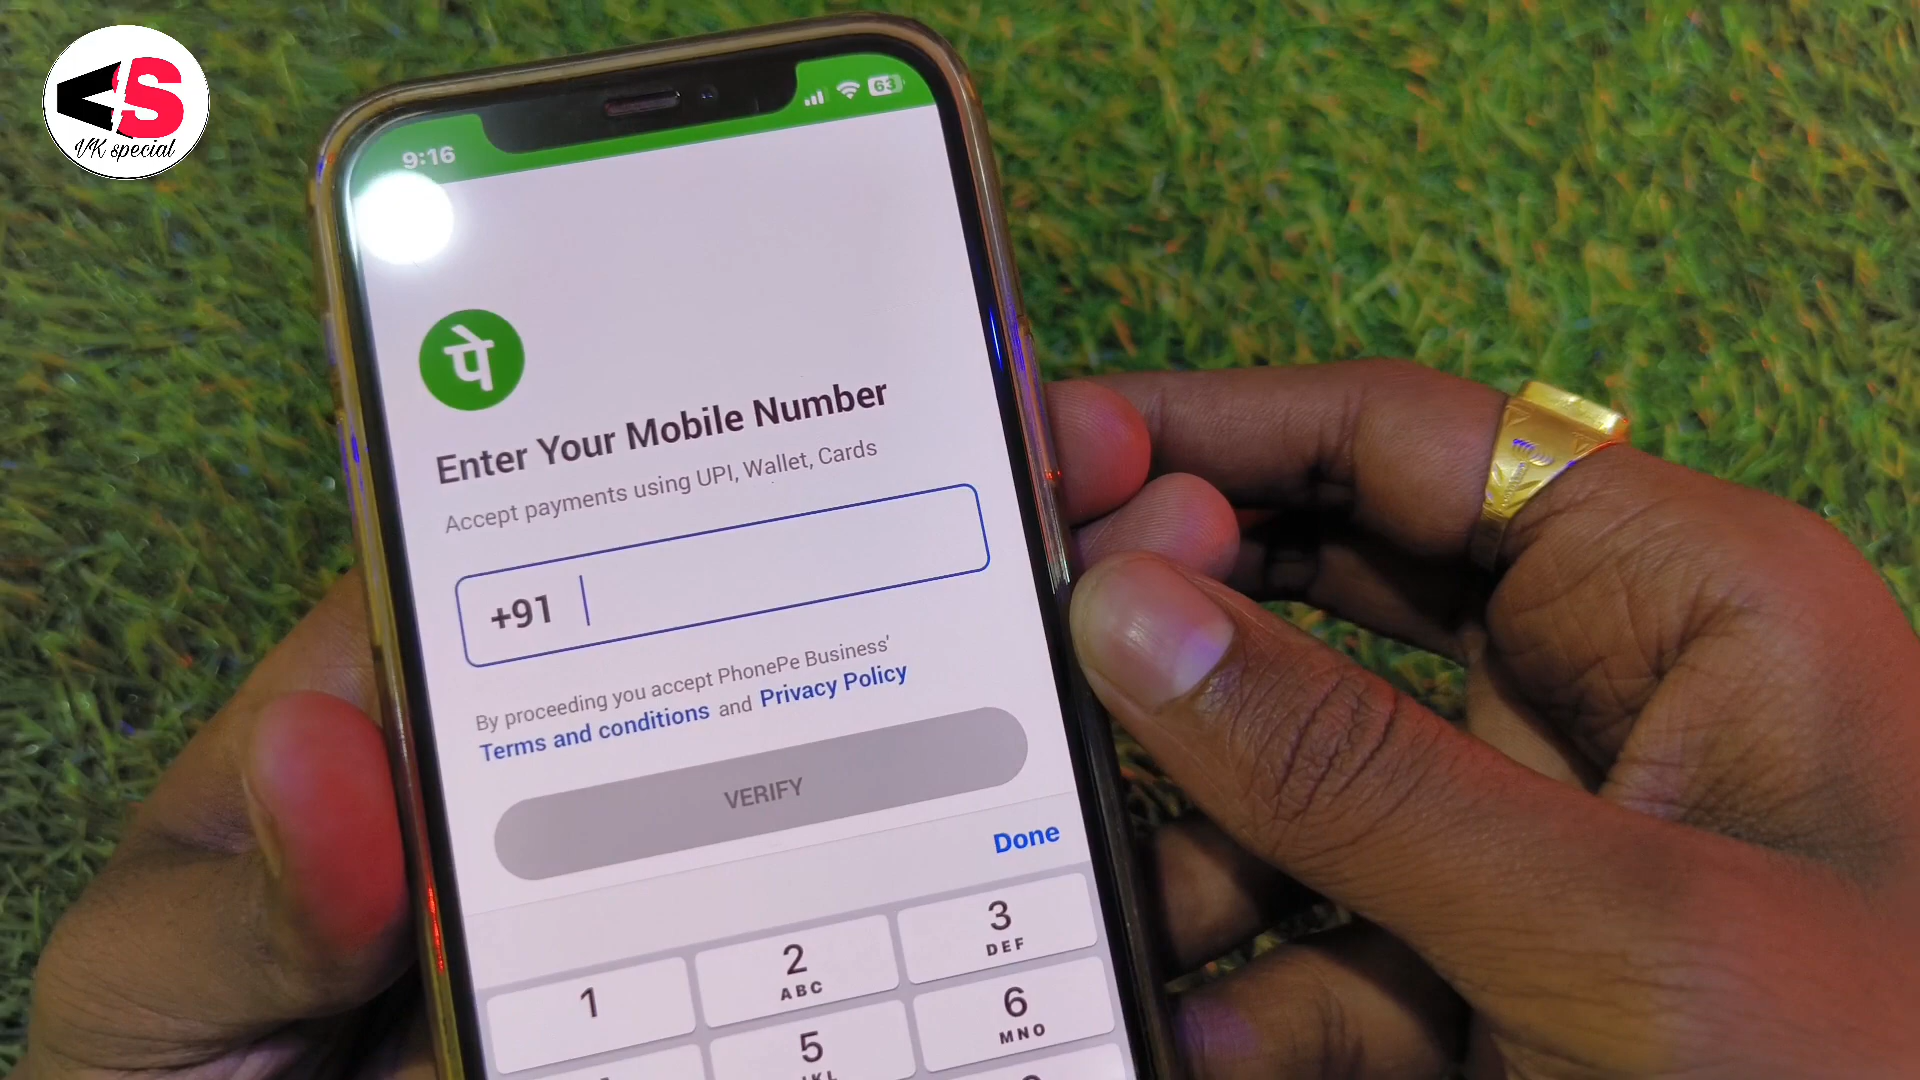 VK special
9:16
63
पे
Enter Your Mobile Number
Accept payments using UPI, Wallet, Cards
+91
By proceeding you accept PhonePe Business'
Terms and conditions and Privacy Policy
VERIFY
Done
1
2
ABC
3
DEF
5
JKL
6
MNO